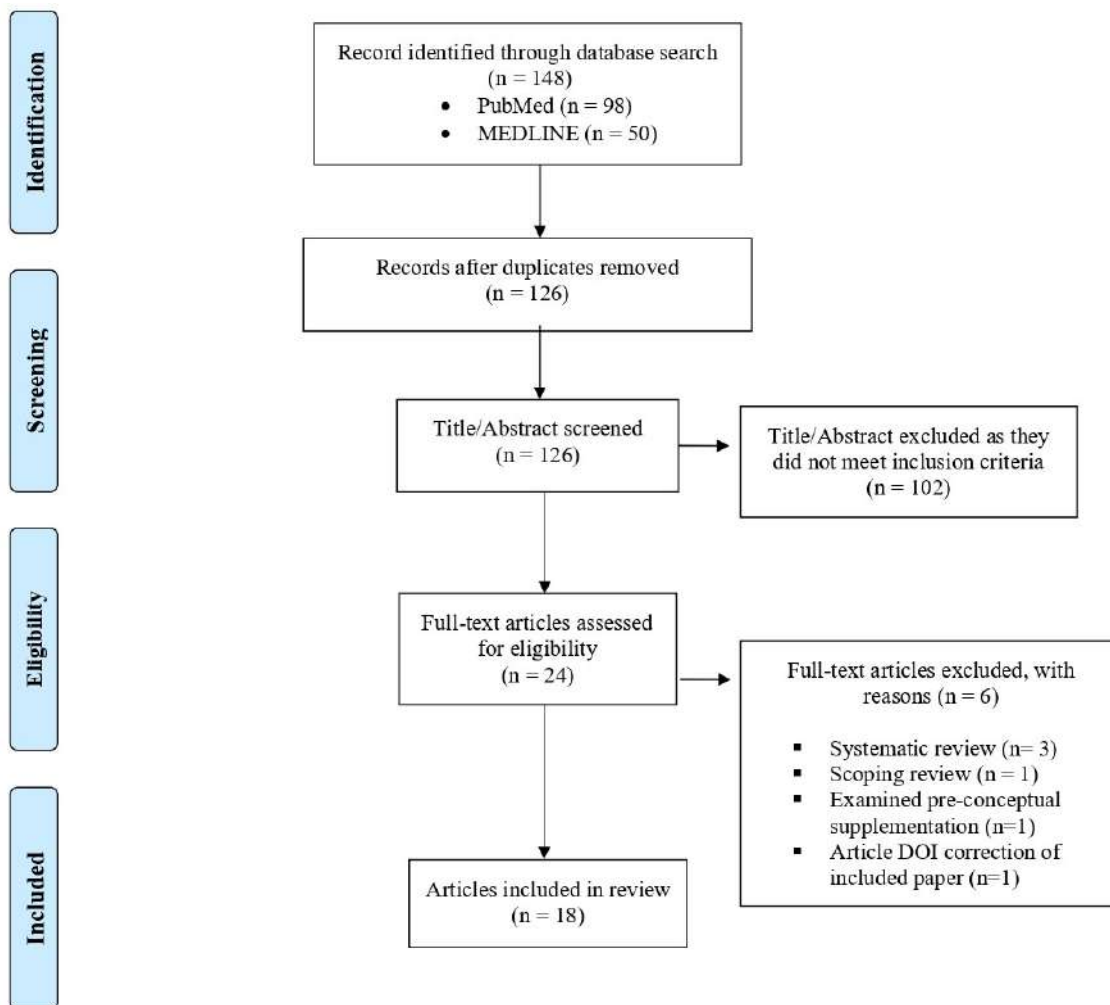 Identification
Record identified through database search
(n = 148)
• PubMed (n = 98)
• MEDLINE (n = 50)
Records after duplicates removed
(n = 126)
Screening
Title/Abstract screened
(n = 126)
Title/Abstract excluded as they
did not meet inclusion criteria
(n = 102)
Eligibility
Full-text articles assessed
for eligibility
(n = 24)
Full-text articles excluded, with
reasons (n = 6)
▪ Systematic review (n= 3)
▪ Scoping review (n = 1)
▪ Examined pre-conceptual
supplementation (n=1)
▪ Article DOI correction of
included paper (n=1)
Included
Articles included in review
(n = 18)